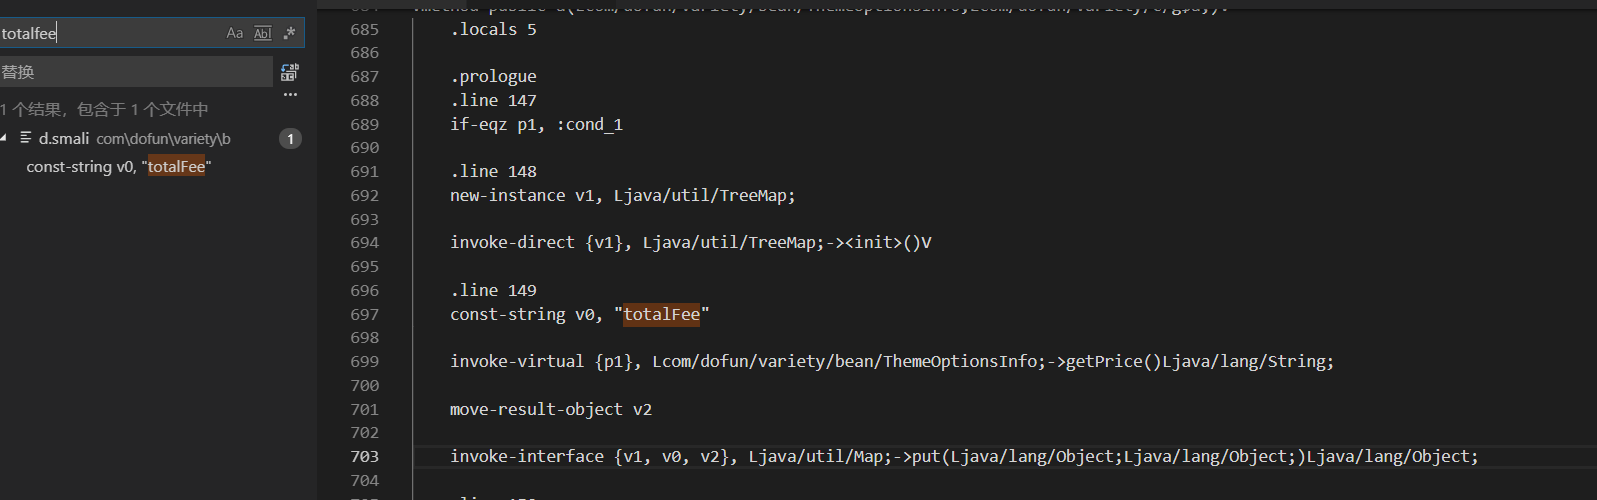 totalfee
Aa Abl .*
替换
1 个结果，包含于 1 个文件中
d.smali com\dofun\variety\b 1
const-string v0, "totalFee"
685 .locals 5
686
687 .prologue
688 .line 147
689 if-eqz p1, :cond_1
690
691 .line 148
692 new-instance v1, Ljava/util/TreeMap;
693
694 invoke-direct {v1}, Ljava/util/TreeMap;-><init>()V
695
696 .line 149
697 const-string v0, "totalFee"
698
699 invoke-virtual {p1}, Lcom/dofun/variety/bean/ThemeOptionsInfo;->getPrice()Ljava/lang/String;
700
701 move-result-object v2
702
703 invoke-interface {v1, v0, v2}, Ljava/util/Map;->put(Ljava/lang/Object;Ljava/lang/Object;)Ljava/lang/Object;
704